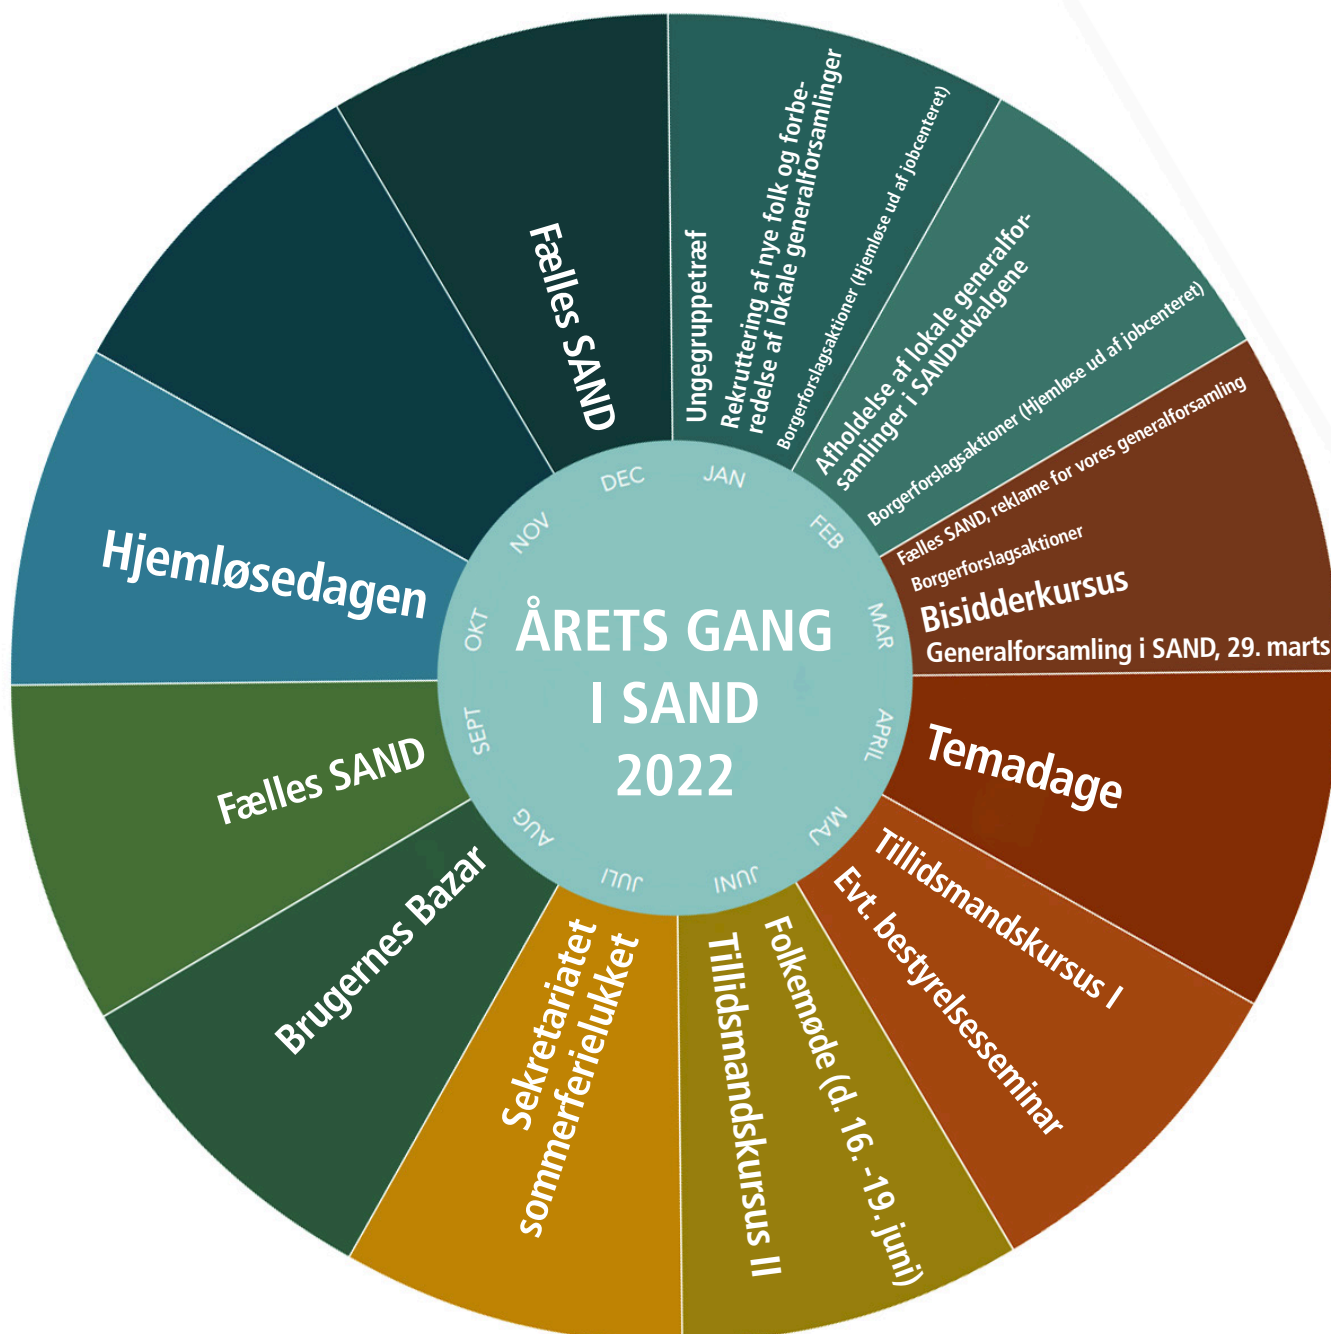 ÅRETS GANG
I SAND
2022
JAN
Ungegruppetræf
Rekruttering af nye folk og forbe-
redelse af lokale generalforsamlinger
Borgerforslagsaktioner (Hjemløse ud af jobcenteret)
FEB
Afholdelse af lokale generalfor-
samlinger i SANDudvalgene
Borgerforslagsaktioner (Hjemløse ud af jobcenteret)
MAR
Fælles SAND, reklame for vores generalforsamling
Borgerforslagsaktioner
Bisidderkursus
Generalforsamling i SAND, 29. marts
APRIL
Temadage
MAJ
Tillidsmandskursus I
Evt. bestyrelsesseminar
JUNI
Folkemøde (d. 16. -19. juni)
Tillidsmandskursus II
JULI
Sekretariatet
sommerferielukket
AUG
Brugernes Bazar
SEPT
Fælles SAND
OKT
Hjemløsedagen
NOV
DEC
Fælles SAND